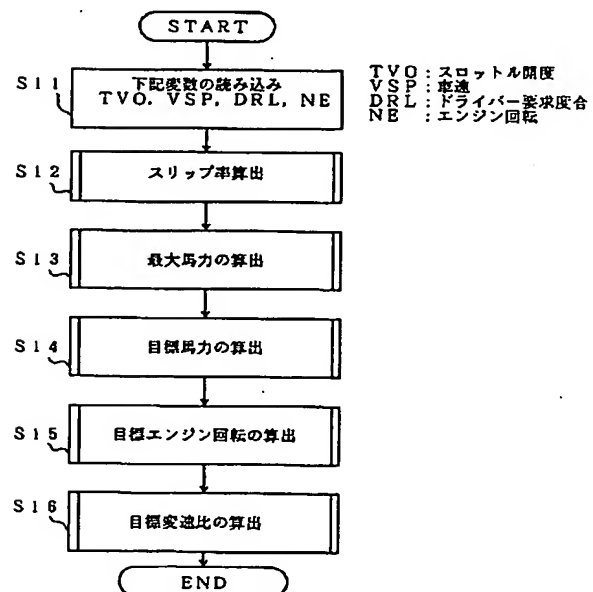 START
S11
下記変数の読み込み
TVO. VSP. DRL. NE
TVO:スロットル開度
VSP:車速
DRL:ドライバー要求度合
NE:エンジン回転
S12
スリップ率算出
S13
最大馬力の算出
S14
目標馬力の算出
S15
目標エンジン回転の算出
S16
目標変速比の算出
END